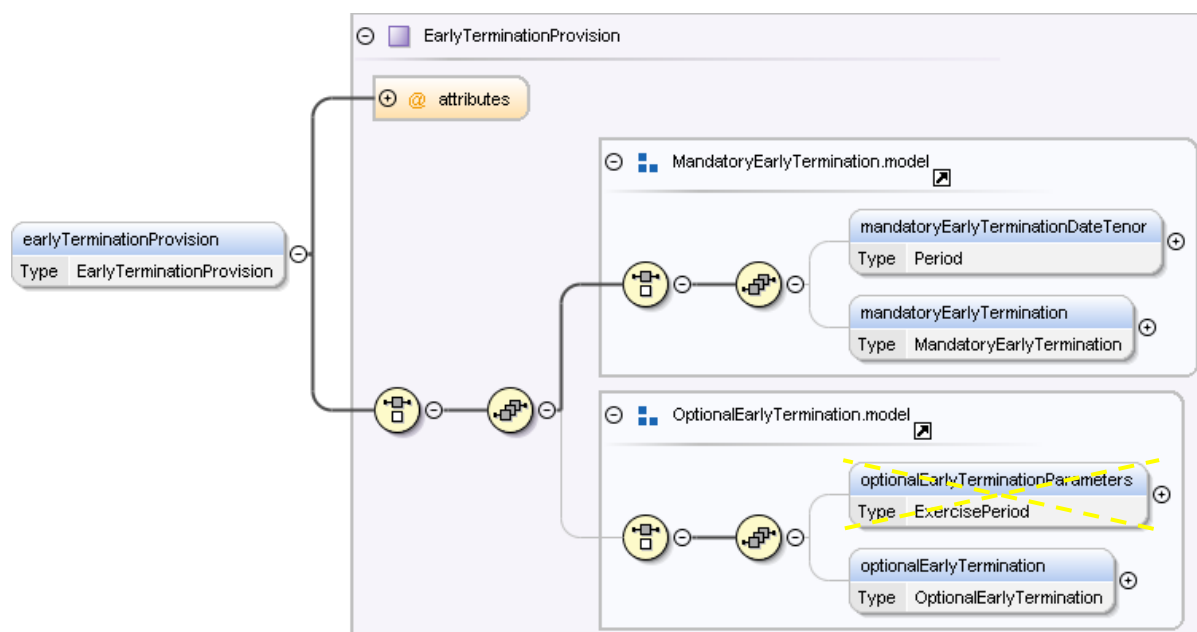 EarlyTerminationProvision
@ attributes
MandatoryEarlyTermination.model
mandatoryEarlyTerminationDateTenor
Type Period
earlyTerminationProvision
Type EarlyTerminationProvision
mandatoryEarlyTermination
Type MandatoryEarlyTermination
OptionalEarlyTermination.model
optionalEarlyTerminationParameters
Type ExercisePeriod
optionalEarlyTermination
Type OptionalEarlyTermination